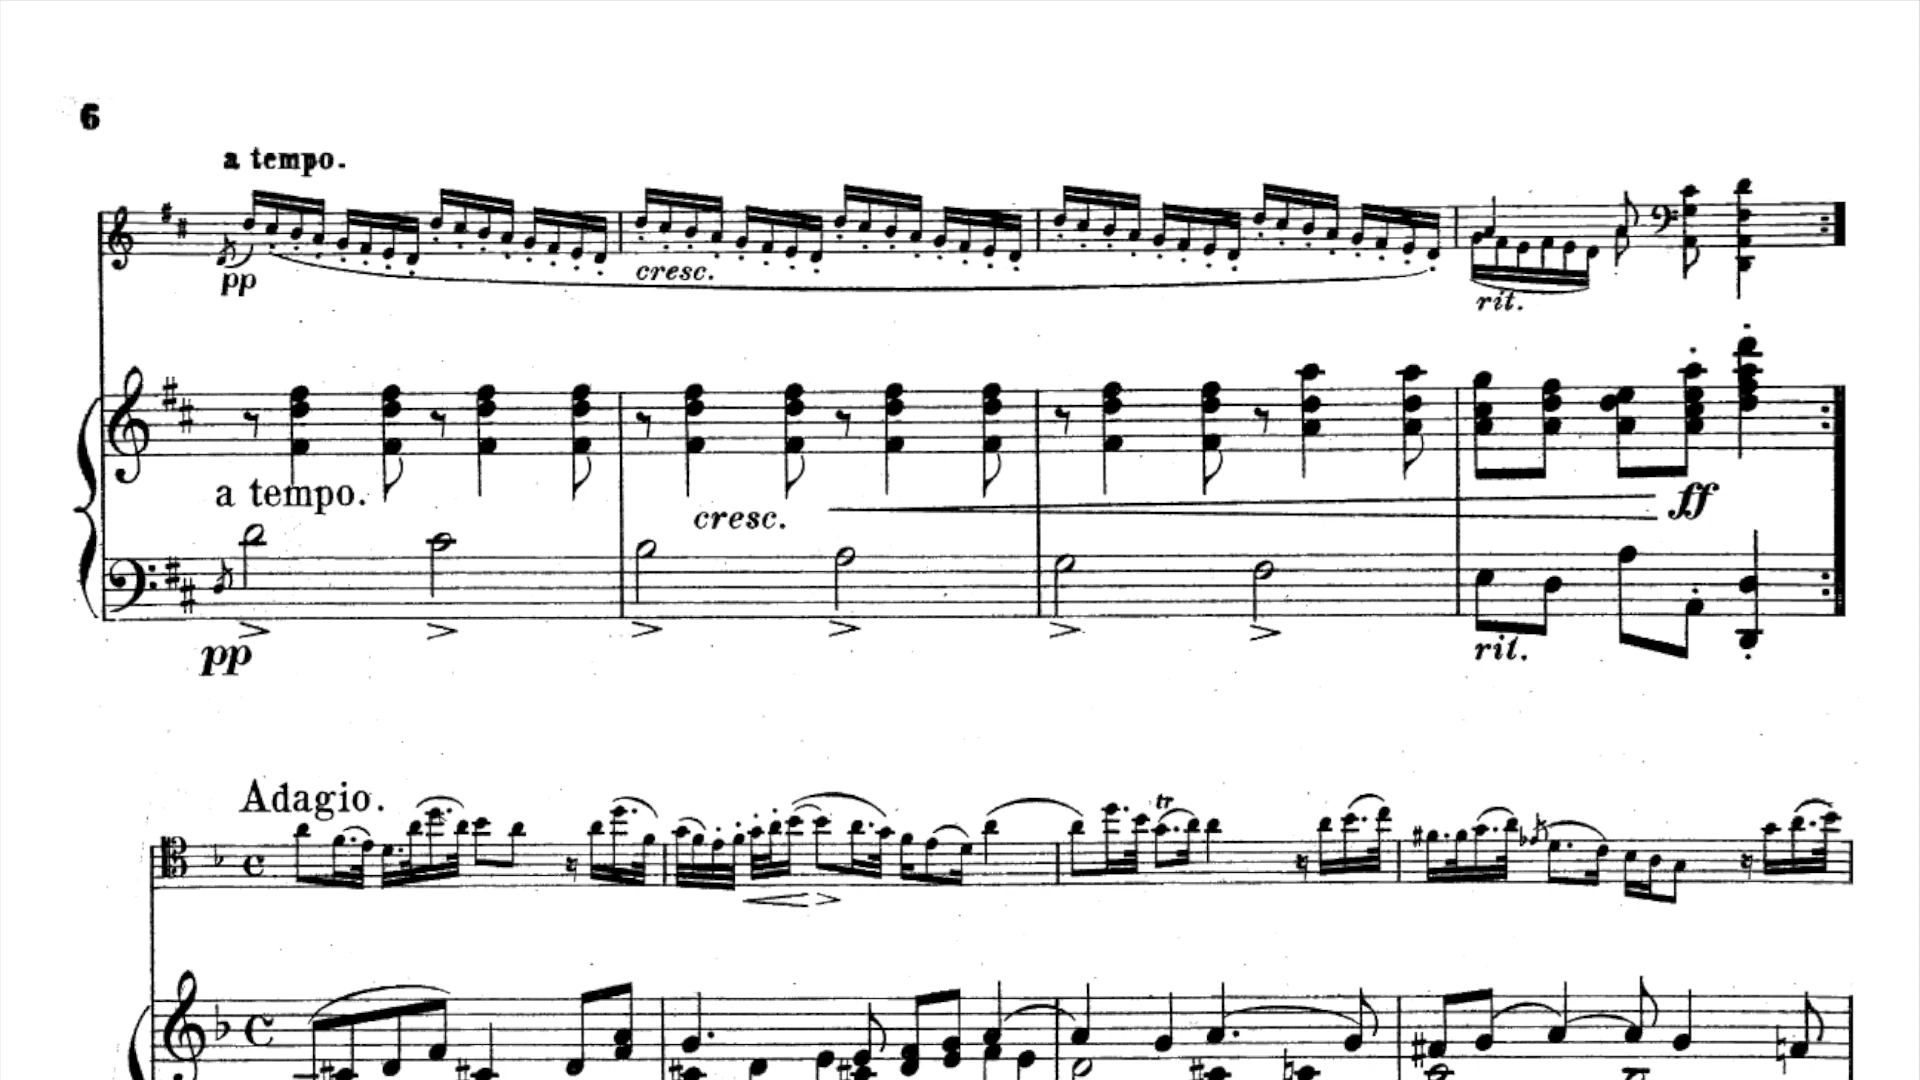 6
a tempo.
pp
cresc.
rit.
a tempo.
cresc.
ff
pp
rit.
Adagio.
tr